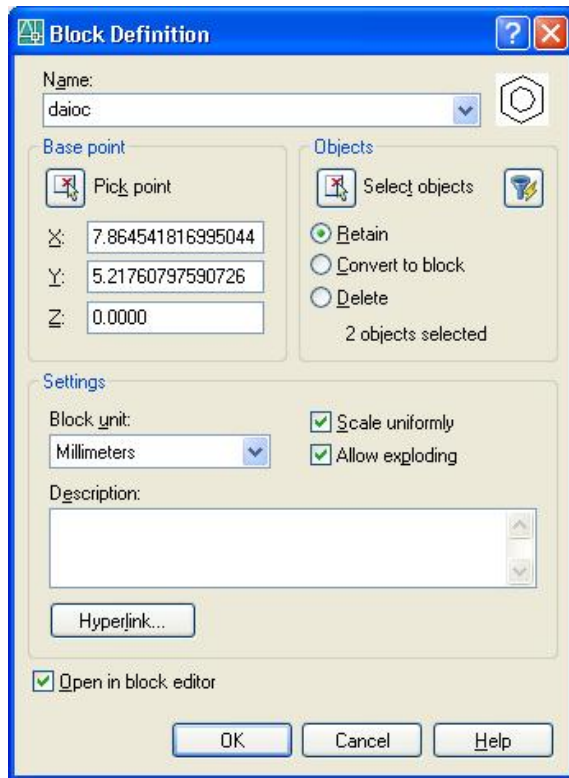 Block Definition
Name:
daioc
Base point
Pick point
X: 7.864541816995044
Y: 5.21760797590726
Z: 0.0000
Objects
Select objects
Retain
Convert to block
Delete
2 objects selected
Settings
Block unit:
Millimeters
Scale uniformly
Allow exploding
Description:
Hyperlink...
Open in block editor
OK Cancel Help